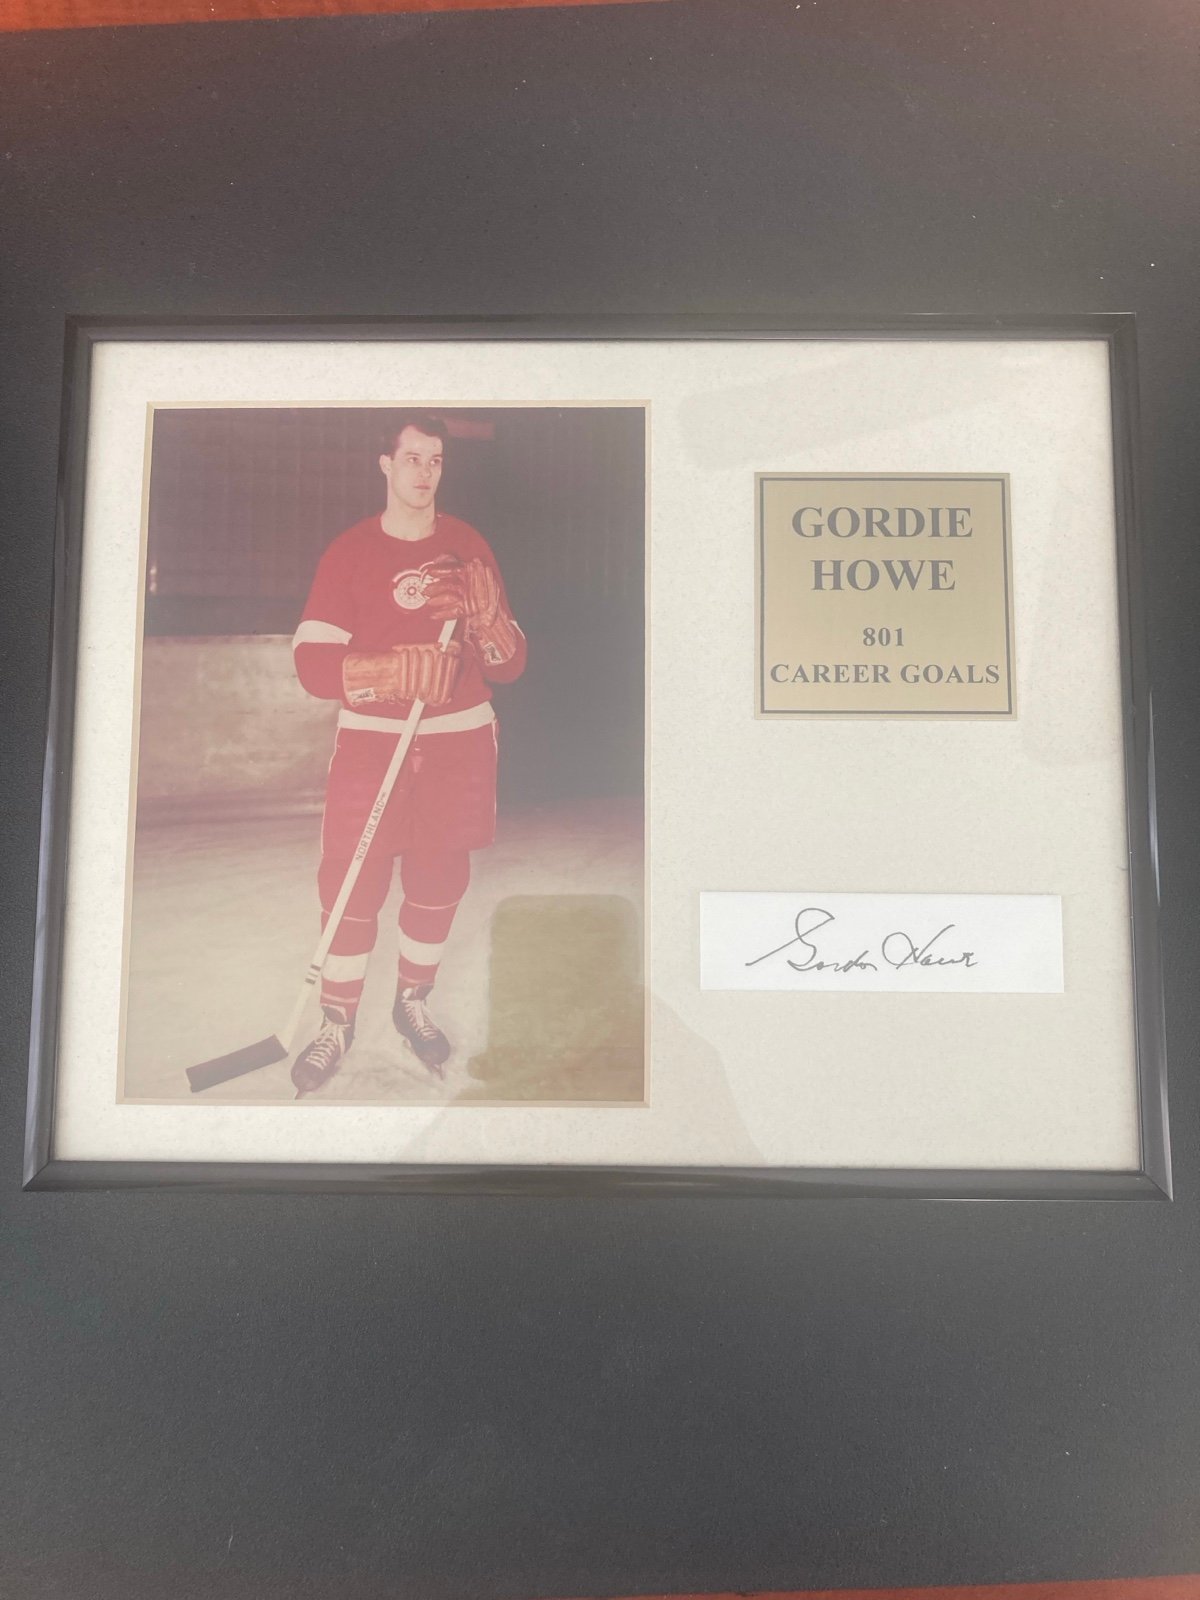 NORTHLAND
GORDIE
HOWE
801
CAREER GOALS
Gordon Howe